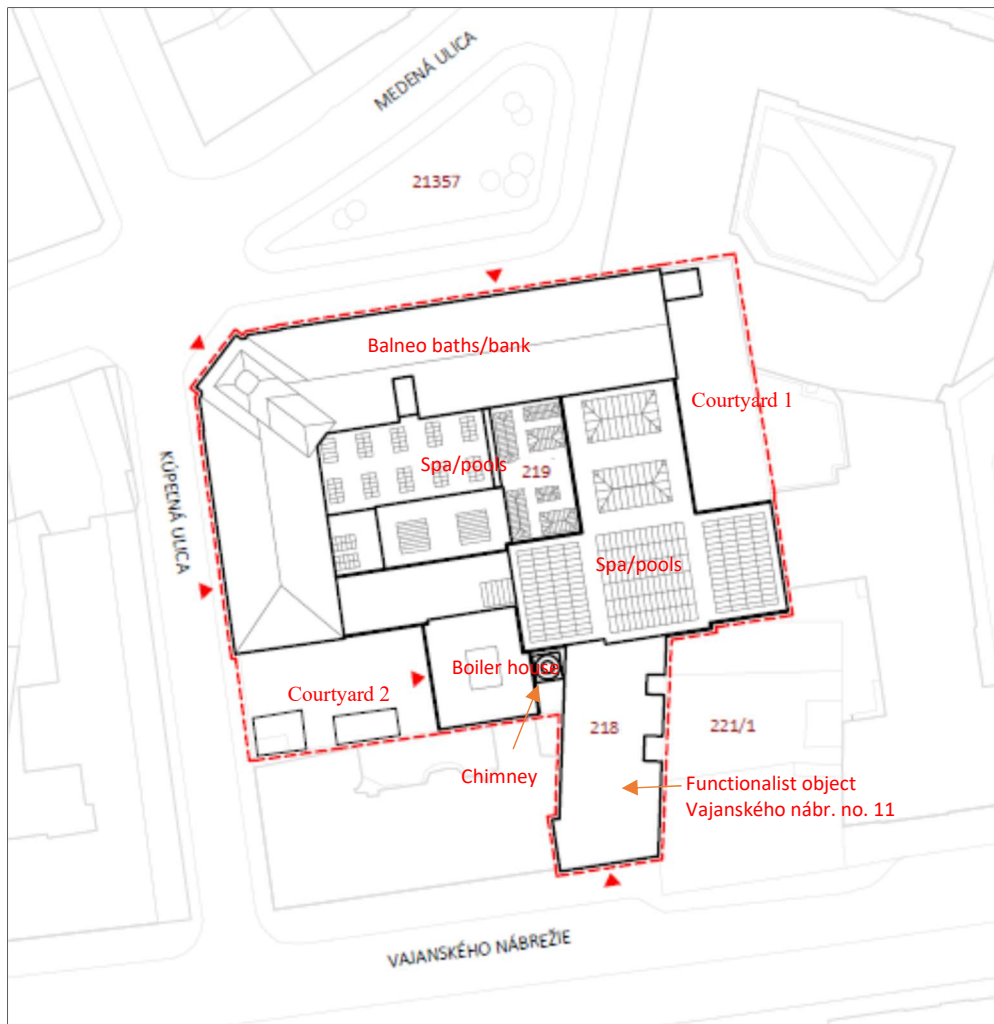 MEDENÁ ULICA
21357
Balneo baths/bank
Courtyard 1
KÚPEĽNÁ ULICA
Spa/pools
219
Spa/pools
Boiler house
Courtyard 2
218
221/1
Chimney
Functionalist object
Vajanského nábr. no. 11
VAJANSKÉHO NÁBREŽIE